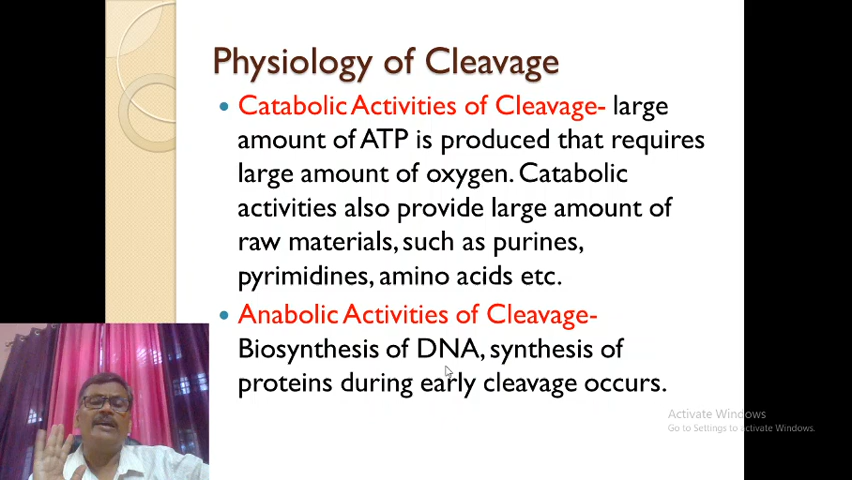 Physiology of Cleavage
• Catabolic Activities of Cleavage- large
amount of ATP is produced that requires
large amount of oxygen. Catabolic
activities also provide large amount of
raw materials, such as purines,
pyrimidines, amino acids etc.
• Anabolic Activities of Cleavage-
Biosynthesis of DNA, synthesis of
proteins during early cleavage occurs.
Activate Windows
Go to Settings to activate Windows.